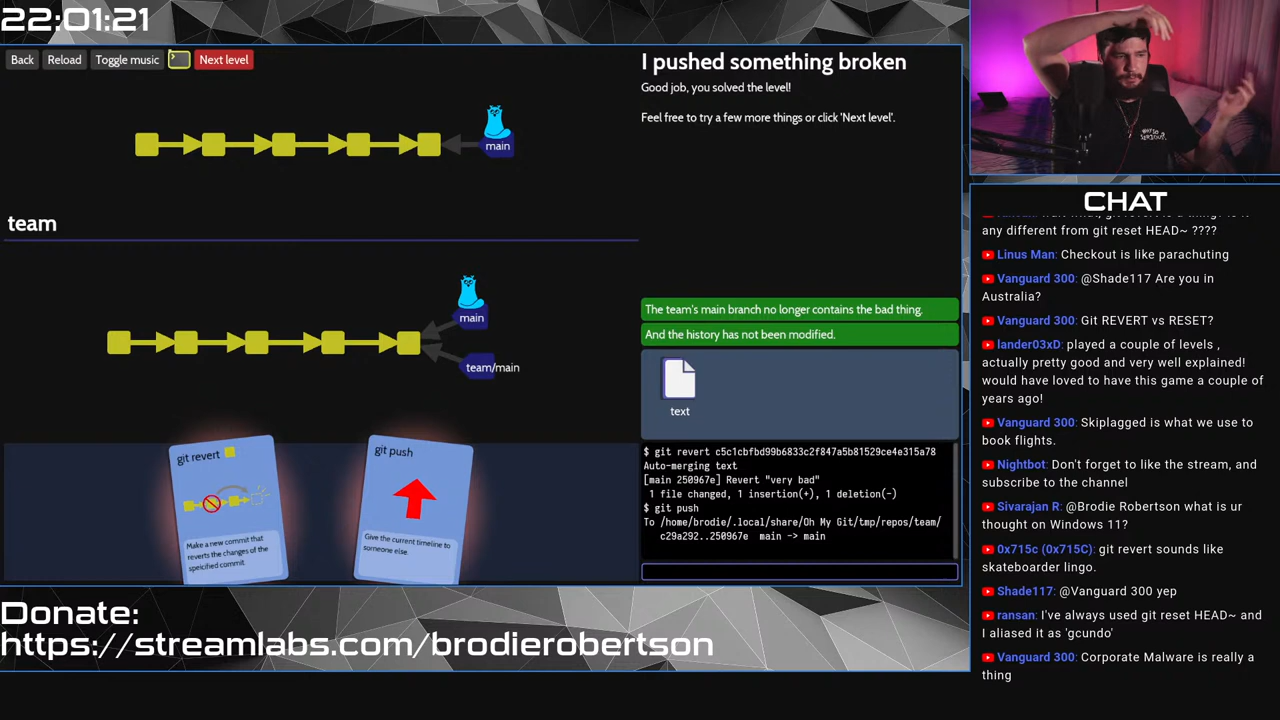 22:01:21
Back Reload Toggle music Next level
main
team
main
team/main
git revert
Make a new commit that
reverts the changes of the
speicified commit.
git push
Give the current timeline to
someone else.
I pushed something broken
Good job, you solved the level!
Feel free to try a few more things or click 'Next level'.
The team's main branch no longer contains the bad thing.
And the history has not been modified.
text
$ git revert c5c1cbfbd99b6833c2f847a5b81529ce4e315a78
Auto-merging text
[main 250967e] Revert "very bad"
1 file changed, 1 insertion(+), 1 deletion(-)
$ git push
To /home/brodie/.local/share/Oh My Git/tmp/repos/team/
c29a292..250967e main -> main
Donate:
https://streamlabs.com/brodierobertson
CHAT
any different from git reset HEAD~ ????
Linus Man: Checkout is like parachuting
Vanguard 300: @Shade117 Are you in
Australia?
Vanguard 300: Git REVERT vs RESET?
lander03xD: played a couple of levels ,
actually pretty good and very well explained!
would have loved to have this game a couple of
years ago!
Vanguard 300: Skiplagged is what we use to
book flights.
Nightbot: Don't forget to like the stream, and
subscribe to the channel
Sivarajan R: @Brodie Robertson what is ur
thought on Windows 11?
0x715c (0x715C): git revert sounds like
skateboarder lingo.
Shade117: @Vanguard 300 yep
ransan: I've always used git reset HEAD~ and
I aliased it as 'gcundo'
Vanguard 300: Corporate Malware is really a
thing